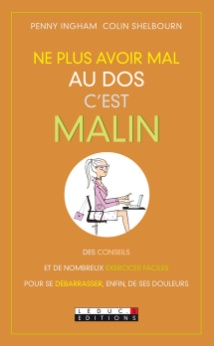 PENNY INGHAM COLIN SHELBOURN
NE PLUS AVOIR MAL
AU DOS
C'EST
MALIN
DES CONSEILS
ET DE NOMBREUX EXERCICES FACILES
POUR SE DÉBARRASSER, ENFIN, DE SES DOULEURS
LEDUC.S
EDITIONS